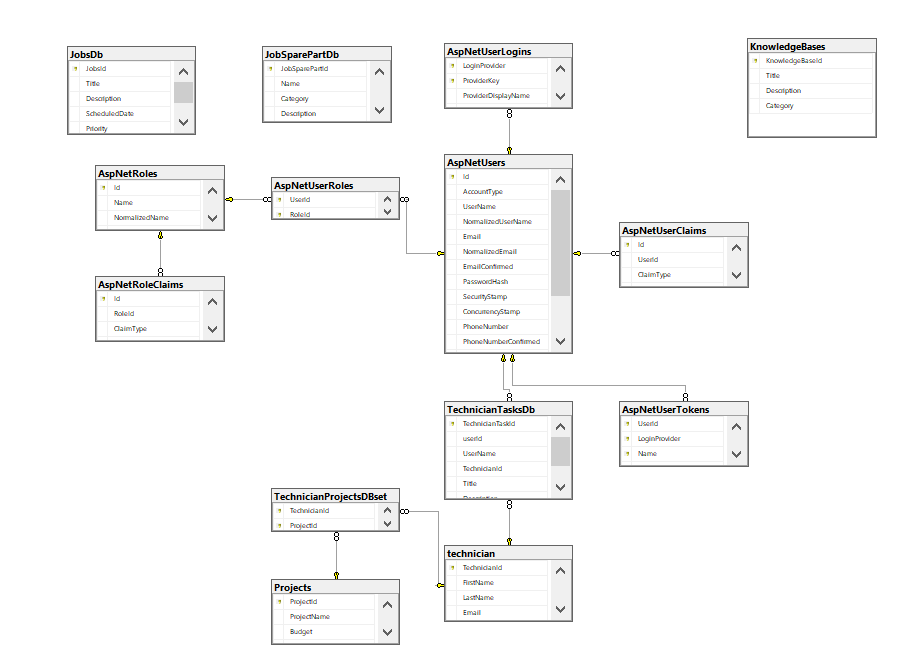 JobsDb
JobsId
Title
Description
ScheduledDate
Priority
JobSparePartDb
JobSparePartId
Name
Category
Description
AspNetUserLogins
LoginProvider
ProviderKey
ProviderDisplayName
KnowledgeBases
KnowledgeBaseId
Title
Description
Category
AspNetRoles
Id
Name
NormalizedName
AspNetUserRoles
UserId
RoleId
AspNetUsers
Id
AccountType
UserName
NormalizedUserName
Email
NormalizedEmail
EmailConfirmed
PasswordHash
SecurityStamp
ConcurrencyStamp
PhoneNumber
PhoneNumberConfirmed
AspNetUserClaims
Id
UserId
ClaimType
AspNetRoleClaims
Id
RoleId
ClaimType
TechnicianTasksDb
TechnicianTaskId
userId
UserName
TechnicianId
Title
Description
AspNetUserTokens
UserId
LoginProvider
Name
TechnicianProjectsDBset
TechnicianId
ProjectId
technician
TechnicianId
FirstName
LastName
Email
Projects
ProjectId
ProjectName
Budget